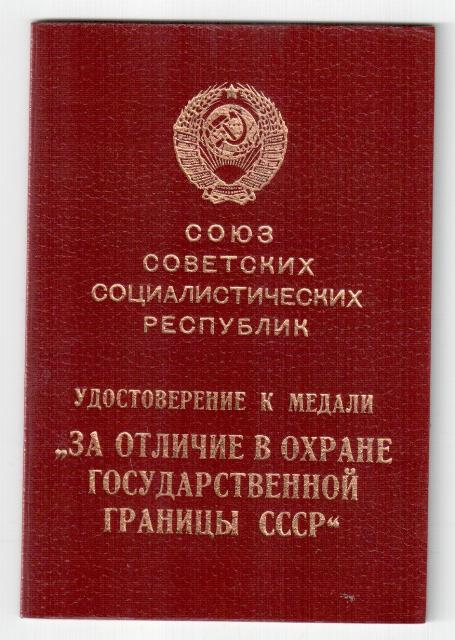 СОЮЗ
СОВЕТСКИХ
СОЦИАЛИСТИЧЕСКИХ
РЕСПУБЛИК
УДОСТОВЕРЕНИЕ К МЕДАЛИ
„ЗА ОТЛИЧИЕ В ОХРАНЕ
ГОСУДАРСТВЕННОЙ
ГРАНИЦЫ СССР“